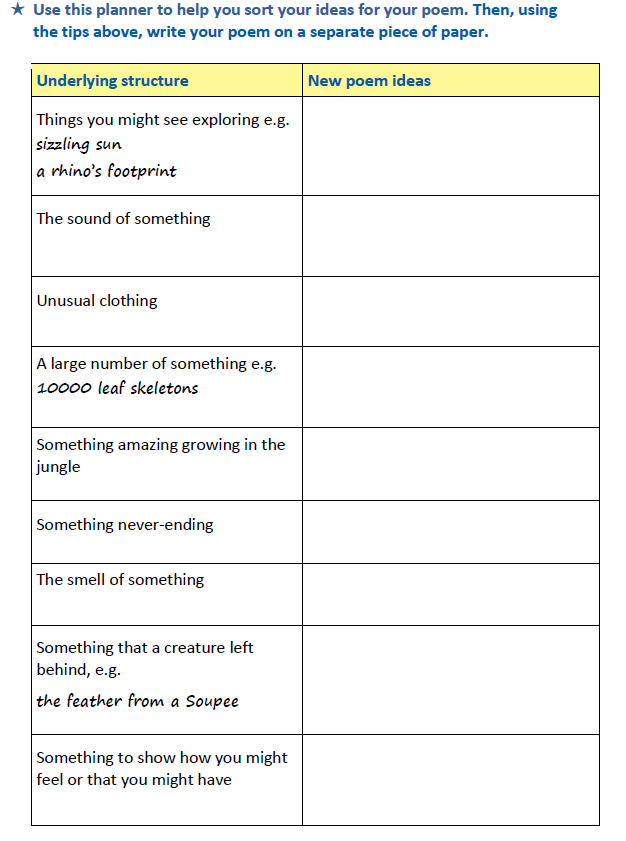 ★ Use this planner to help you sort your ideas for your poem. Then, using
the tips above, write your poem on a separate piece of paper.
Underlying structure
New poem ideas
Things you might see exploring e.g.
sizzling sun
a rhino's footprint
The sound of something
Unusual clothing
A large number of something e.g.
10000 leaf skeletons
Something amazing growing in the
jungle
Something never-ending
The smell of something
Something that a creature left
behind, e.g.
the feather from a Soupee
Something to show how you might
feel or that you might have